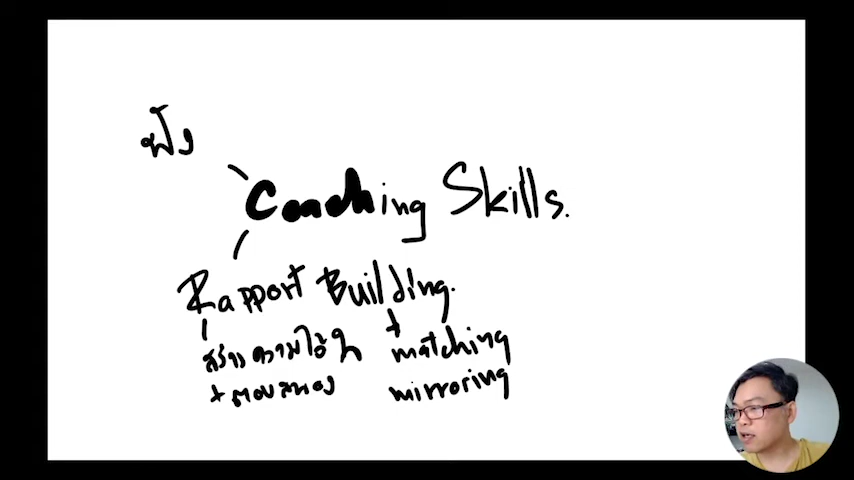 ฟัง
Coaching Skills.
Rapport Building.
สร้างความไว้ใจ
+ ตอบสนอง
+
matching
mirroring